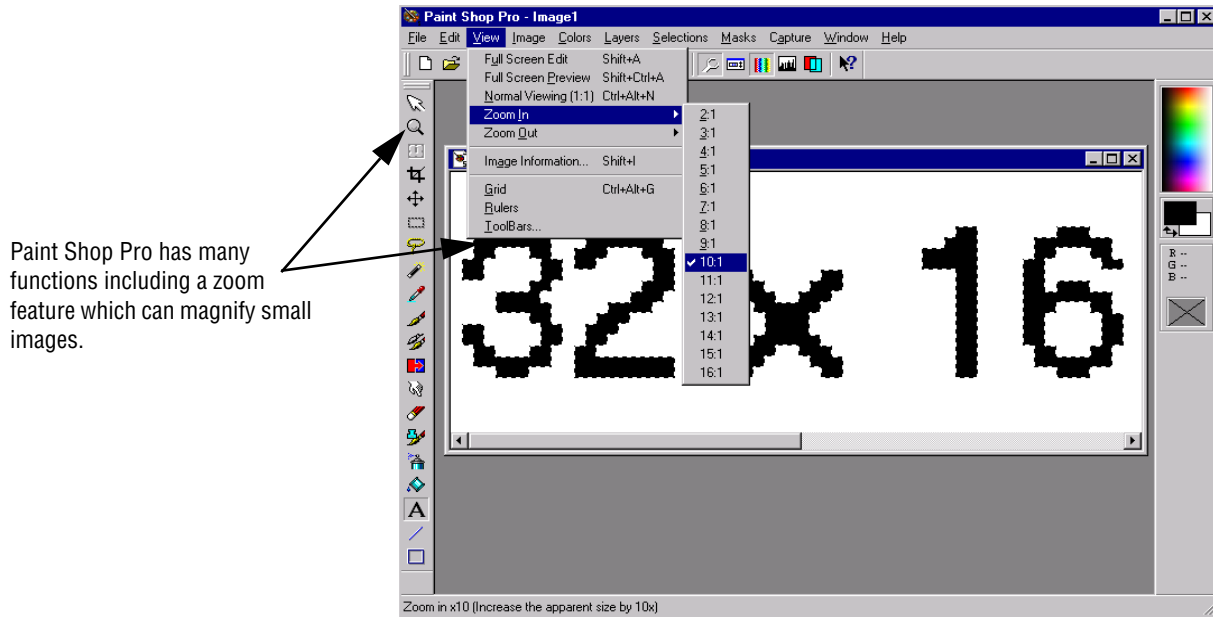 Paint Shop Pro - Image1
File Edit View Image Colors Layers Selections Masks Capture Window Help
Full Screen Edit Shift+A
Full Screen Preview Shift+Ctrl+A
Normal Viewing (1:1) Ctrl+Alt+N
Zoom In
Zoom Out
Image Information... Shift+I
Grid Ctrl+Alt+G
Rulers
ToolBars...
2:1
3:1
4:1
5:1
6:1
7:1
8:1
9:1
10:1
11:1
12:1
13:1
14:1
15:1
16:1
Paint Shop Pro has many
functions including a zoom
feature which can magnify small
images.
32 x 16
A
R --
G --
B --
Zoom in x10 (Increase the apparent size by 10x)